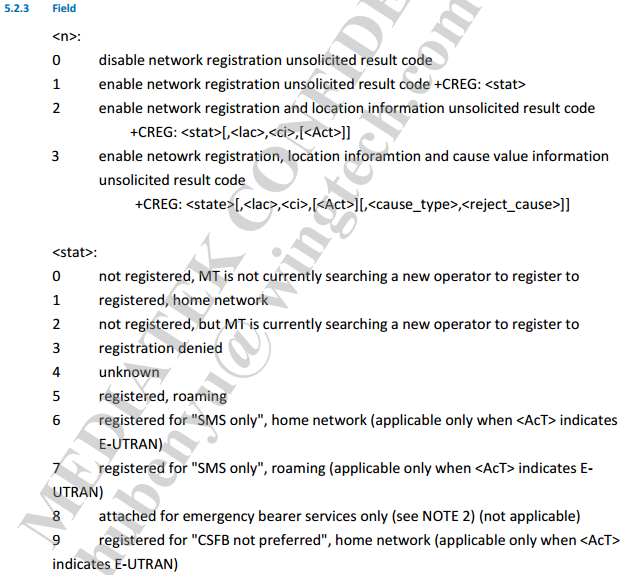 5.2.3 Field
<n>:
0 disable network registration unsolicited result code
1 enable network registration unsolicited result code +CREG: <stat>
2 enable network registration and location information unsolicited result code
+CREG: <stat>[,<lac>,<ci>,[<Act>]]
3 enable netowrk registration, location inforamtion and cause value information
unsolicited result code
+CREG: <state>[,<lac>,<ci>,[<Act>][,<cause_type>,<reject_cause>]]
<stat>:
0 not registered, MT is not currently searching a new operator to register to
1 registered, home network
2 not registered, but MT is currently searching a new operator to register to
3 registration denied
4 unknown
5 registered, roaming
6 registered for "SMS only", home network (applicable only when <AcT> indicates
E-UTRAN)
7 registered for "SMS only", roaming (applicable only when <AcT> indicates E-
UTRAN)
8 attached for emergency bearer services only (see NOTE 2) (not applicable)
9 registered for "CSFB not preferred", home network (applicable only when <AcT>
indicates E-UTRAN)
MEDIATEK CONFIDE
hubenyu@wingtech.com